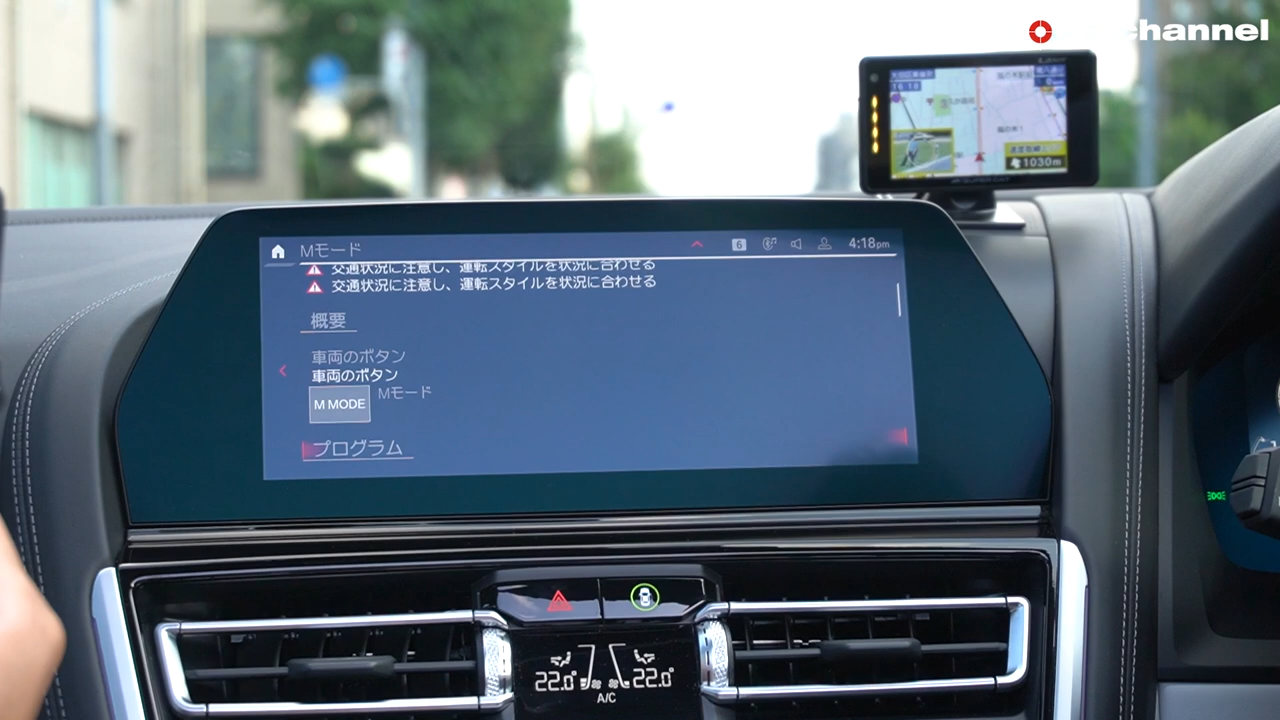 channel
Mモード
6
4:18pm
交通状況に注意し、運転スタイルを状況に合わせる
交通状況に注意し、運転スタイルを状況に合わせる
概要
車両のボタン
車両のボタン
M MODE
Mモード
プログラム
16:18
1030m
22.0°
22.0°
A/C